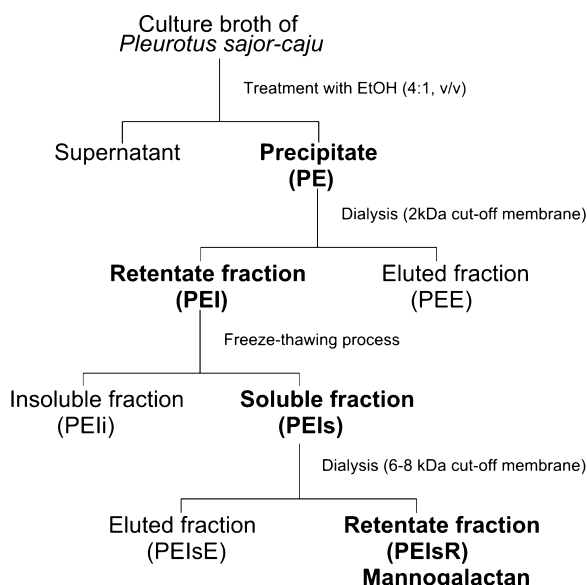 Culture broth of
Pleurotus sajor-caju
Treatment with EtOH (4:1, v/v)
Supernatant
Precipitate
(PE)
Dialysis (2kDa cut-off membrane)
Retentate fraction
(PEI)
Eluted fraction
(PEE)
Freeze-thawing process
Insoluble fraction
(PEIi)
Soluble fraction
(PEIs)
Dialysis (6-8 kDa cut-off membrane)
Eluted fraction
(PEIsE)
Retentate fraction
(PEIsR)
Mannogalactan